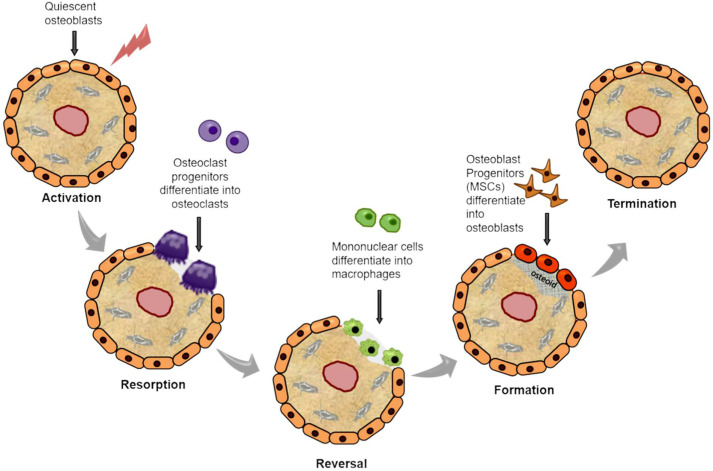 Quiescent
osteoblasts
Activation
Osteoclast
progenitors
differentiate into
osteoclasts
Resorption
Mononuclear cells
differentiate into
macrophages
Reversal
Osteoblast
Progenitors
(MSCs)
differentiate
into
osteoblasts
osteoid
Formation
Termination